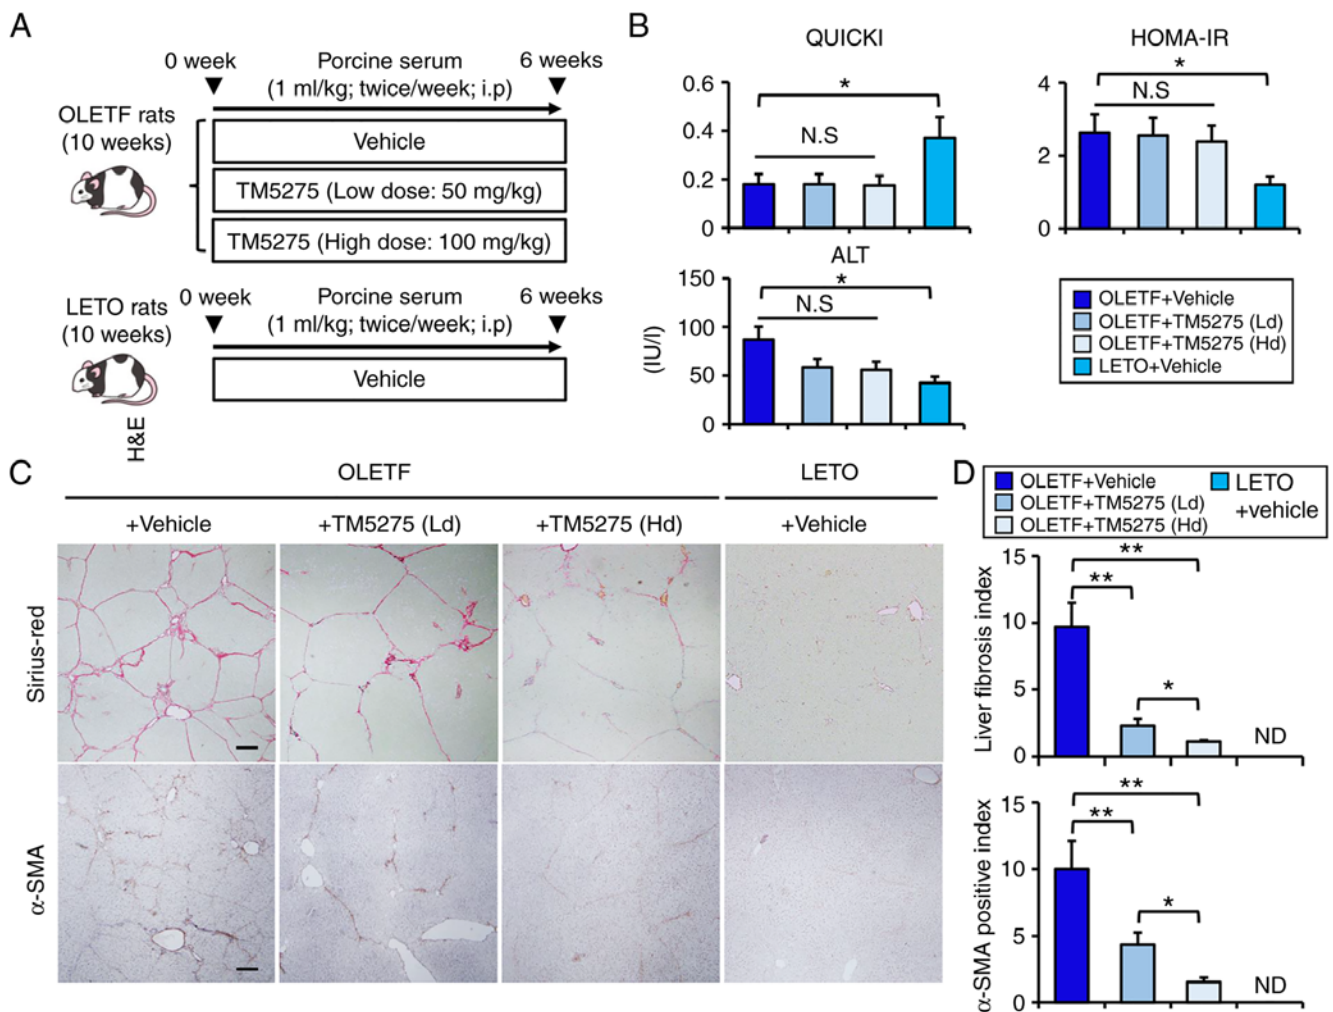 A
0 week
Porcine serum
(1 ml/kg; twice/week; i.p)
6 weeks
OLETF rats
(10 weeks)
Vehicle
TM5275 (Low dose: 50 mg/kg)
TM5275 (High dose: 100 mg/kg)
LETO rats
(10 weeks)
0 week
Porcine serum
(1 ml/kg; twice/week; i.p)
6 weeks
Vehicle
H&E
B
QUICKI
0.6
0.4
0.2
0
*
N.S
HOMA-IR
4
2
0
*
N.S
ALT
(IU/l)
150
100
50
0
*
N.S
OLETF+Vehicle
OLETF+TM5275 (Ld)
OLETF+TM5275 (Hd)
LETO+Vehicle
C
OLETF
LETO
+Vehicle
+TM5275 (Ld)
+TM5275 (Hd)
+Vehicle
Sirius-red
α-SMA
D
OLETF+Vehicle
OLETF+TM5275 (Ld)
OLETF+TM5275 (Hd)
LETO
+vehicle
Liver fibrosis index
15
10
5
0
**
**
*
ND
α-SMA positive index
15
10
5
0
**
**
*
ND